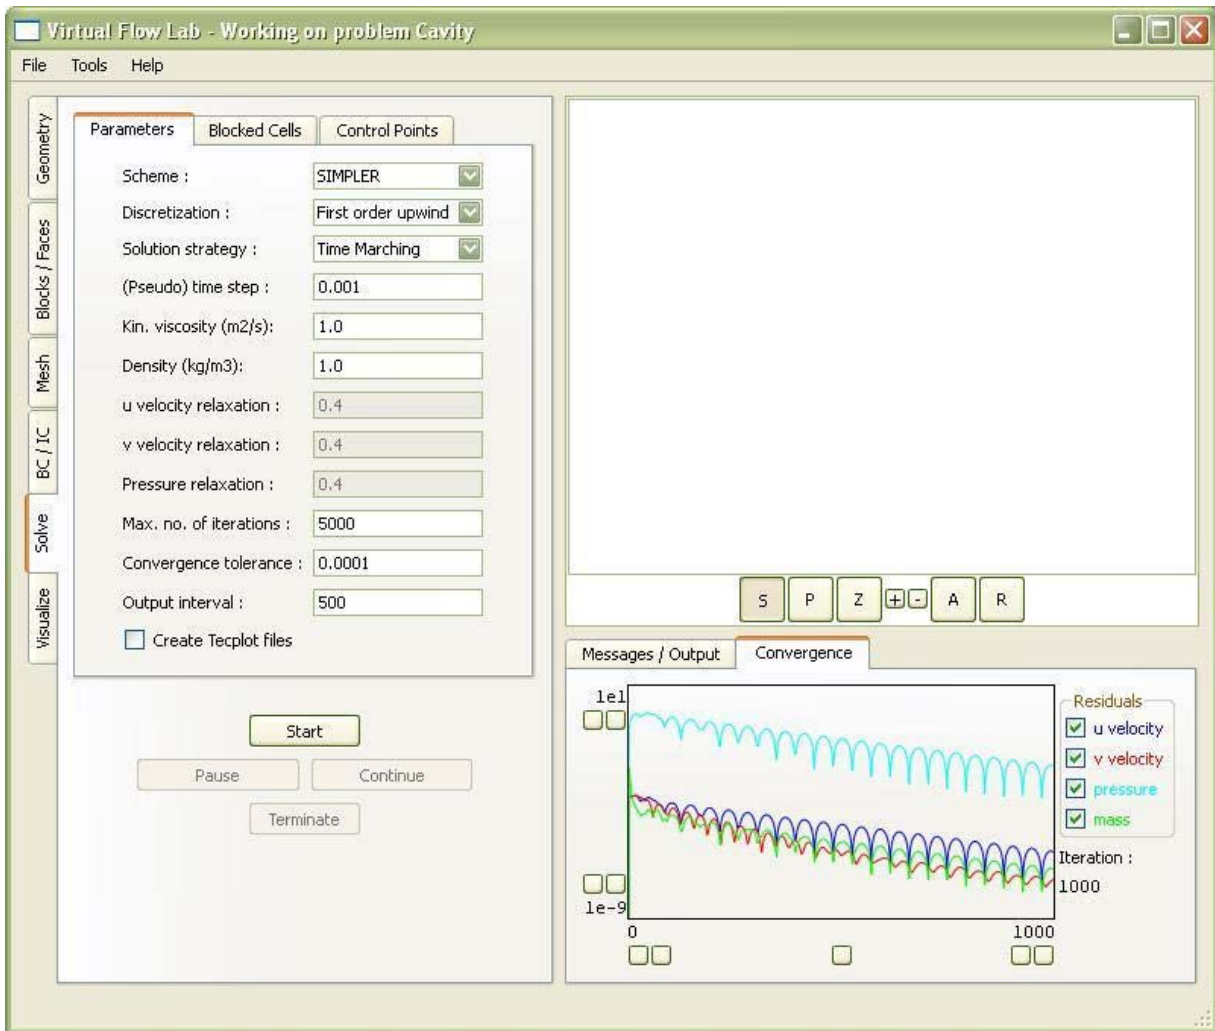 Virtual Flow Lab - Working on problem Cavity
File Tools Help
Geometry
Blocks / Faces
Mesh
BC / IC
Solve
Visualize
Parameters Blocked Cells Control Points
Scheme : SIMPLER
Discretization : First order upwind
Solution strategy : Time Marching
(Pseudo) time step : 0.001
Kin. viscosity (m2/s): 1.0
Density (kg/m3): 1.0
u velocity relaxation : 0.4
v velocity relaxation : 0.4
Pressure relaxation : 0.4
Max. no. of iterations : 5000
Convergence tolerance : 0.0001
Output interval : 500
Create Tecplot files
Start
Pause Continue
Terminate
S P Z + - A R
Messages / Output Convergence
1e1
1e-9
0 1000
Residuals
u velocity
v velocity
pressure
mass
Iteration :
1000